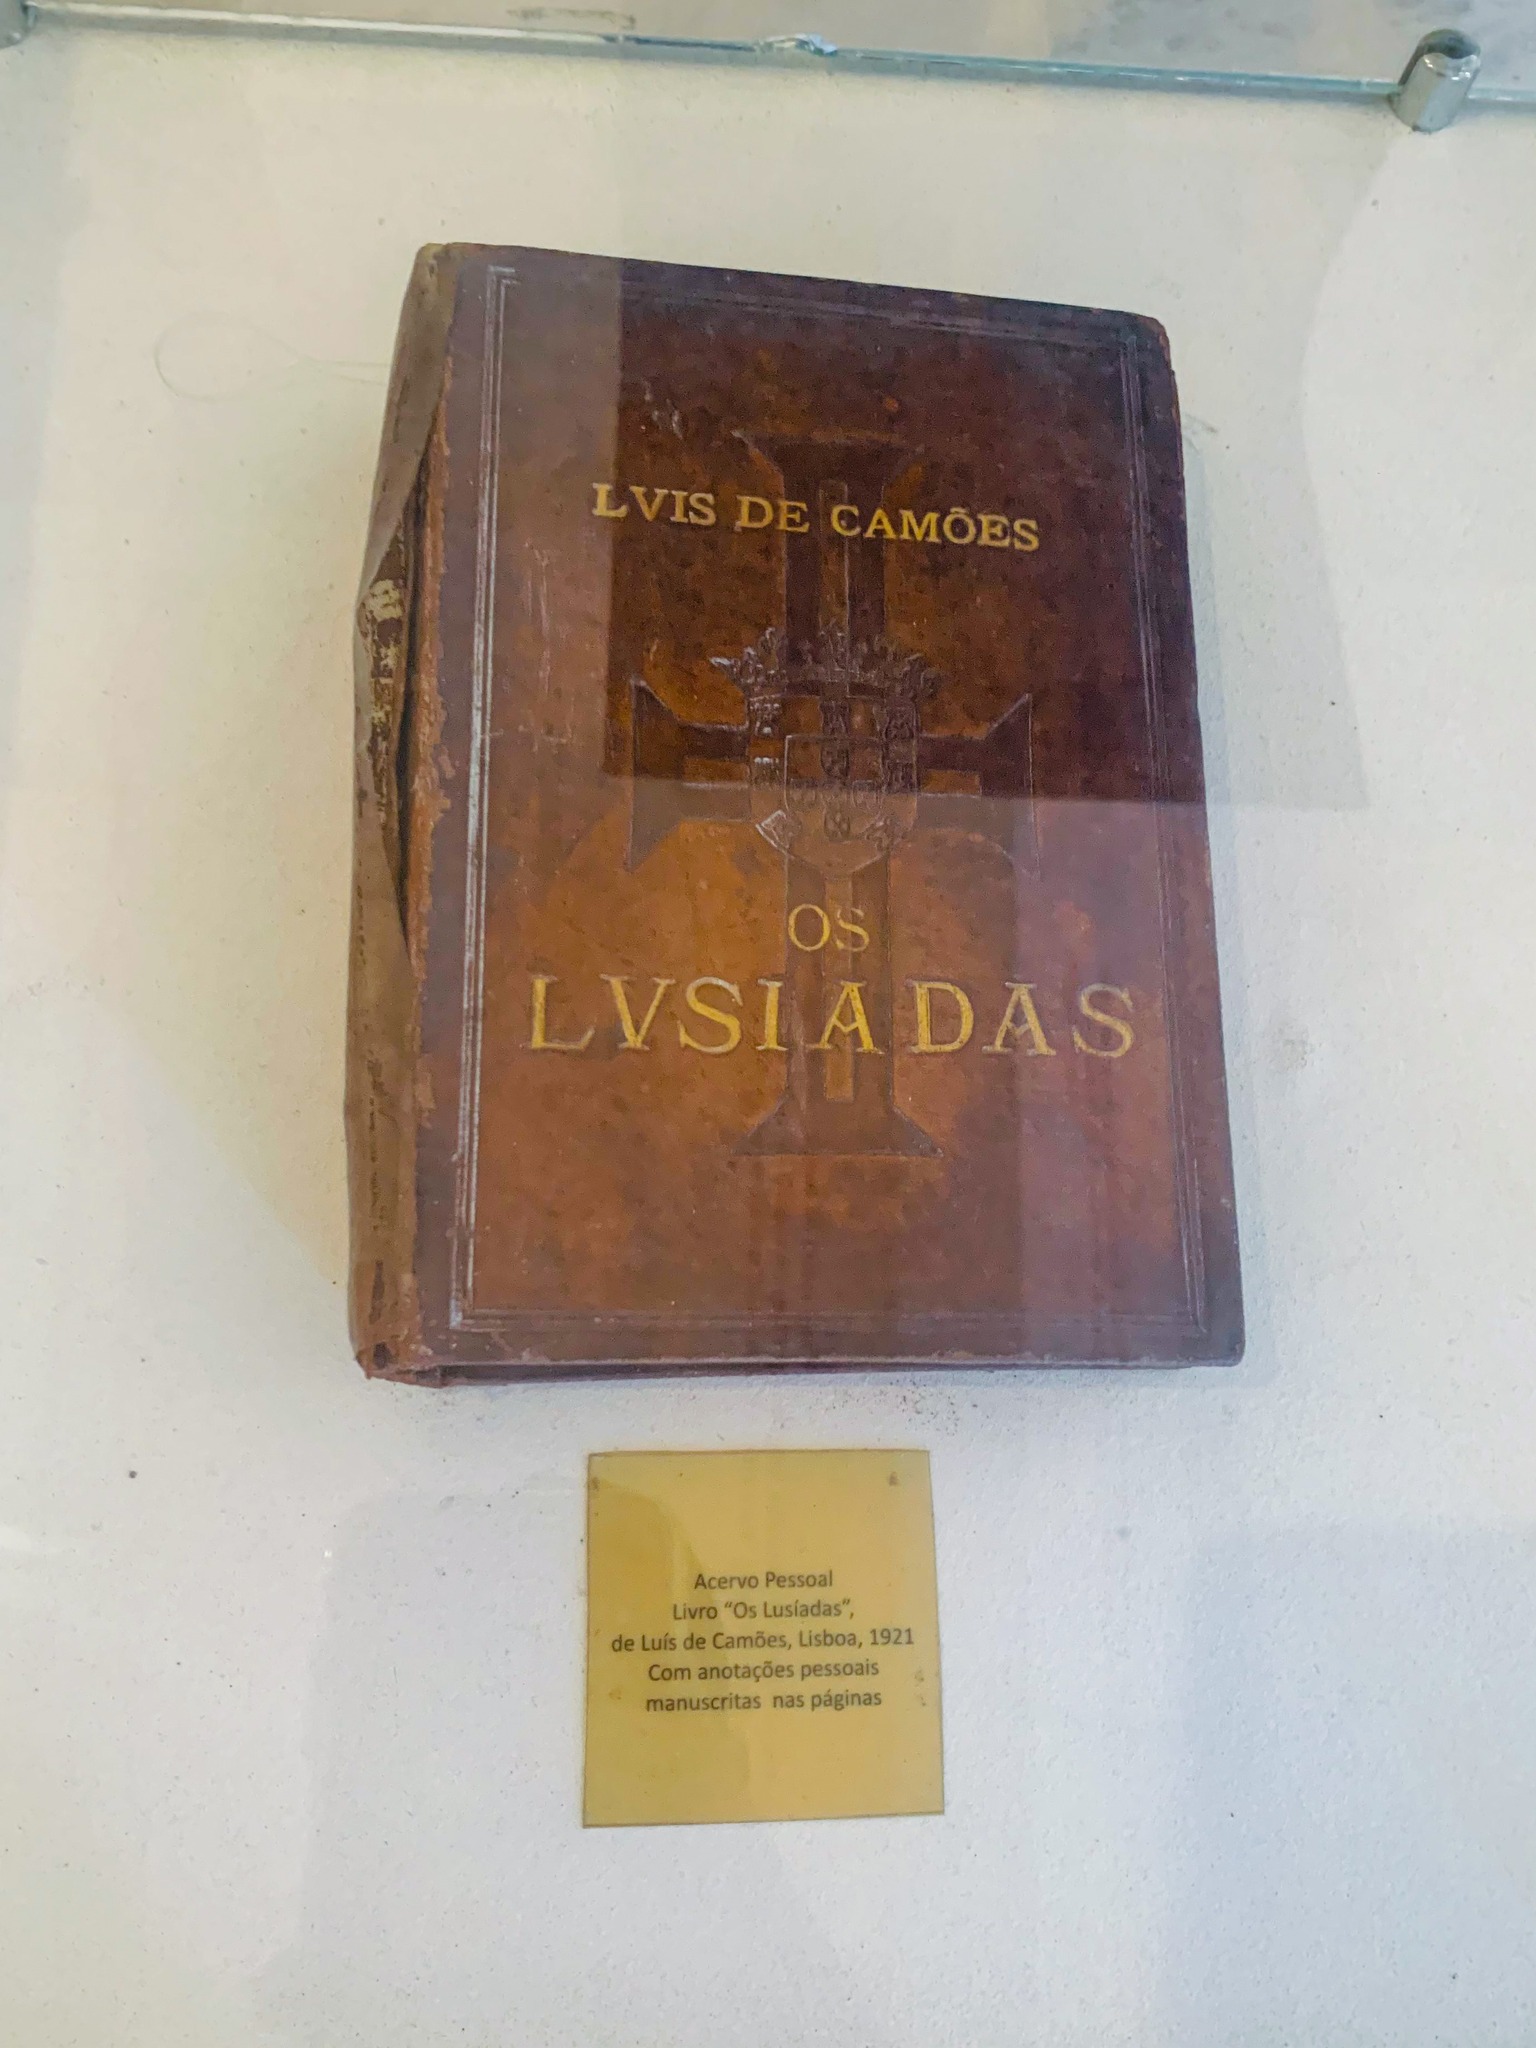 LVIS DE CAMÕES
OS
LVSIADAS
Acervo Pessoal
Livro “Os Lusíadas”,
de Luís de Camões, Lisboa, 1921
Com anotações pessoais
manuscritas nas páginas